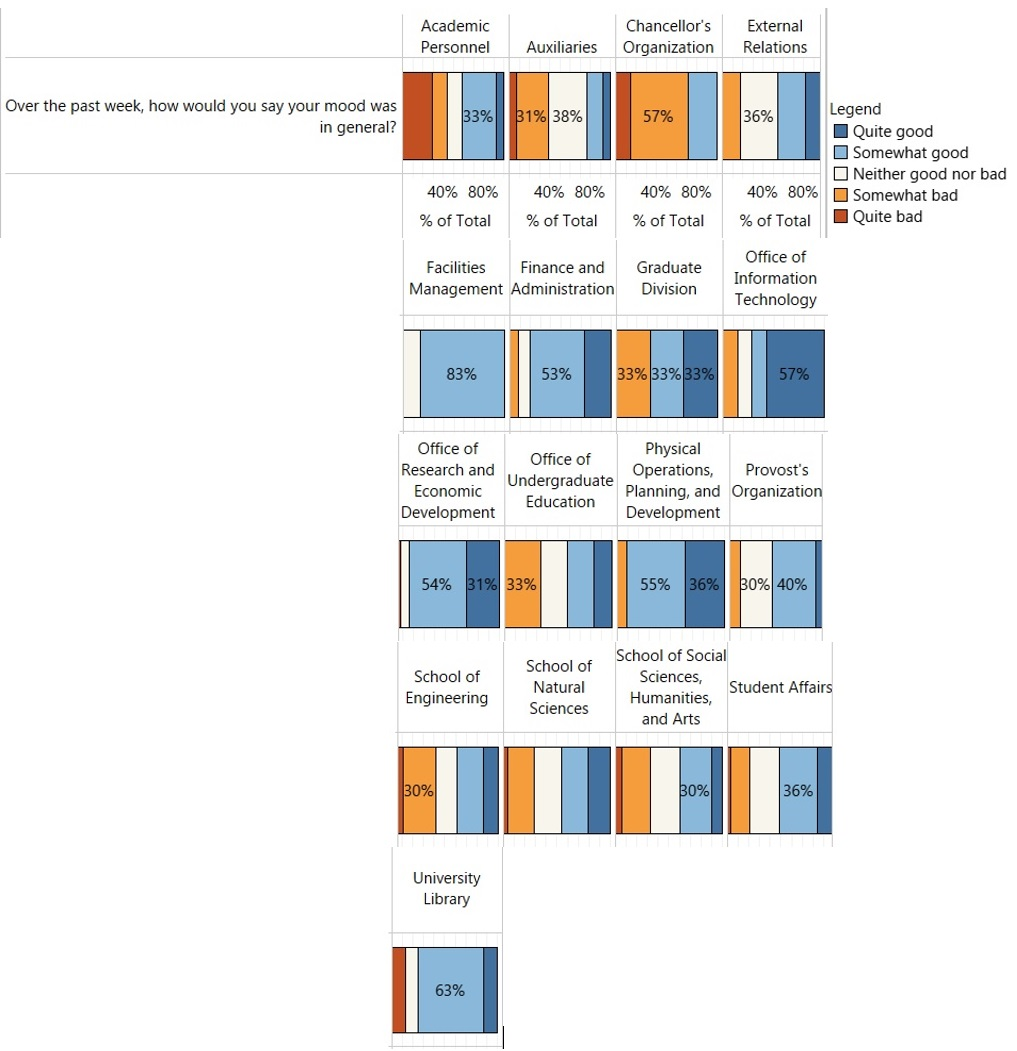 Academic
Personnel
Auxiliaries
Chancellor's
Organization
External
Relations
Over the past week, how would you say your mood was
in general?
33%
31% 38%
57%
36%
Legend
Quite good
Somewhat good
Neither good nor bad
Somewhat bad
Quite bad
40% 80%
40% 80%
40% 80%
40% 80%
% of Total
% of Total
% of Total
% of Total
Facilities
Management
Finance and
Administration
Graduate
Division
Office of
Information
Technology
83%
53%
33% 33% 33%
57%
Office of
Research and
Economic
Development
Office of
Undergraduate
Education
Physical
Operations,
Planning, and
Development
Provost's
Organization
54% 31%
33%
55% 36%
30% 40%
School of
Engineering
School of
Natural
Sciences
School of Social
Sciences,
Humanities,
and Arts
Student Affairs
30%
30%
36%
University
Library
63%